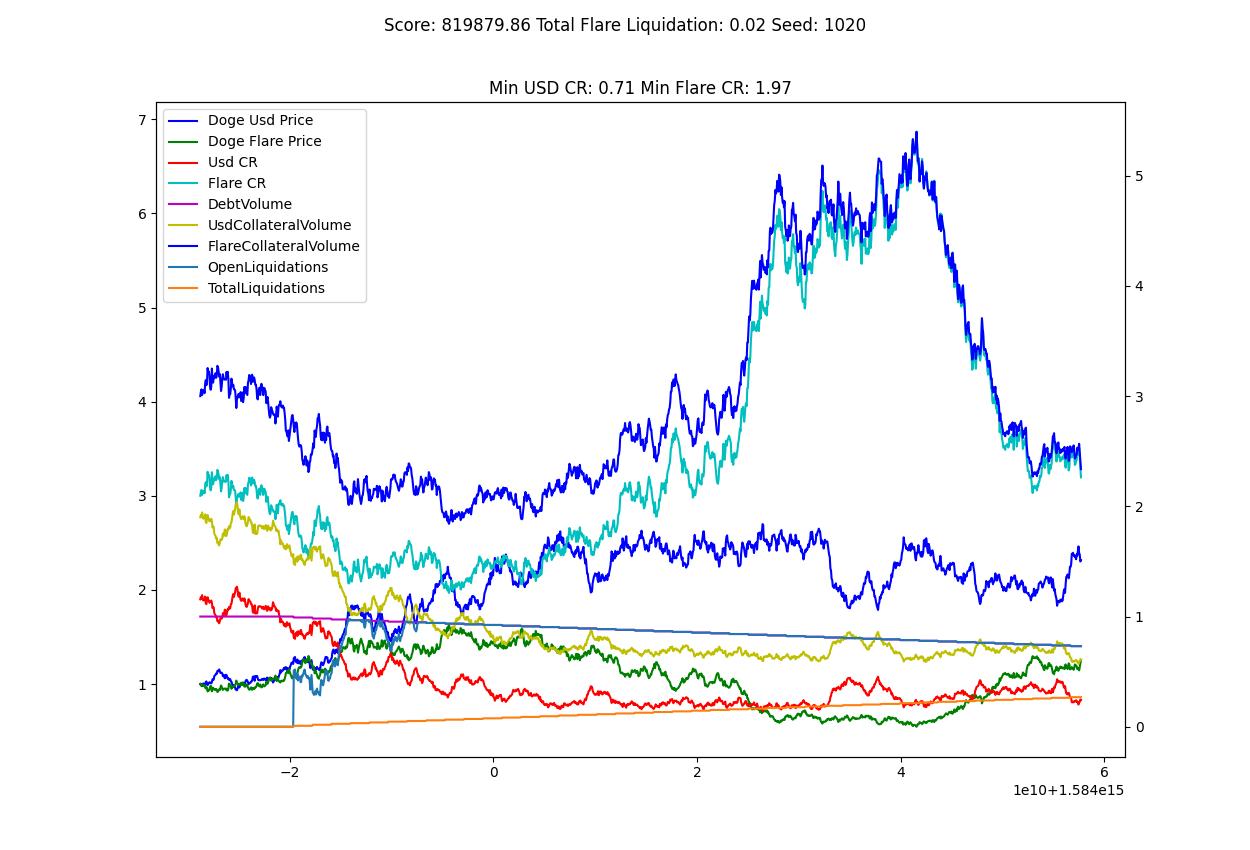 Score: 819879.86 Total Flare Liquidation: 0.02 Seed: 1020
Min USD CR: 0.71 Min Flare CR: 1.97
Doge Usd Price
Doge Flare Price
Usd CR
Flare CR
DebtVolume
UsdCollateralVolume
FlareCollateralVolume
OpenLiquidations
TotalLiquidations
7
6
5
4
3
2
1
5
4
3
2
1
0
−2
0
2
4
6
1e10+1.584e15